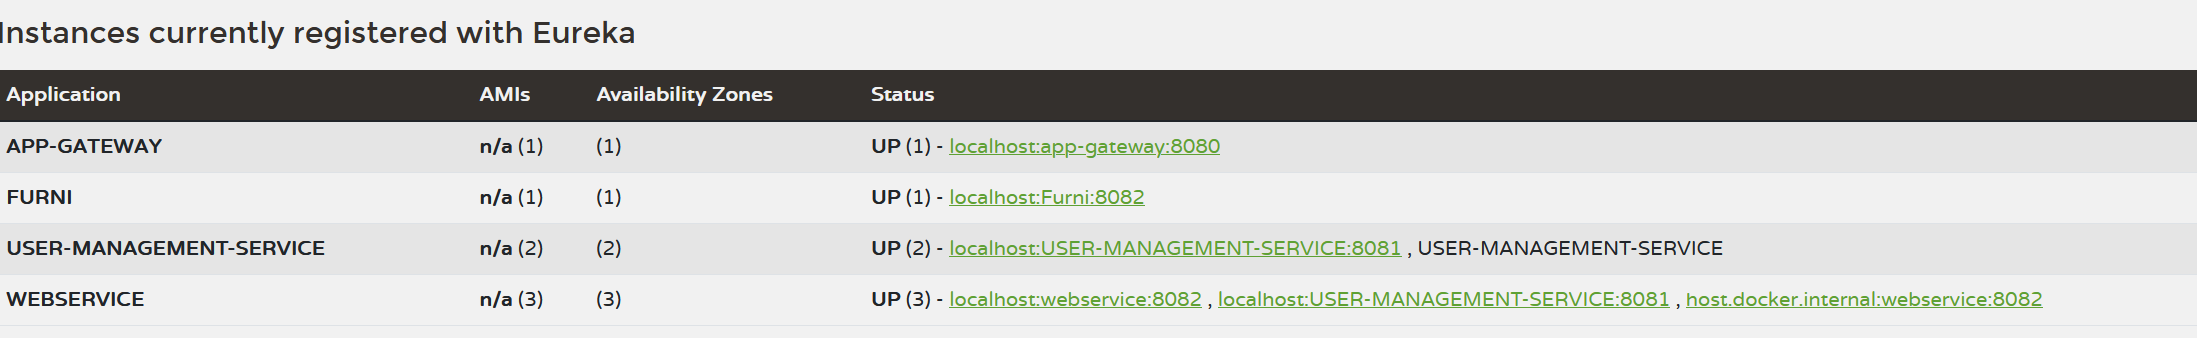 Instances currently registered with Eureka
Application AMIs Availability Zones Status
APP-GATEWAY n/a (1) (1) UP (1) - localhost:app-gateway:8080
FURNI n/a (1) (1) UP (1) - localhost:Furni:8082
USER-MANAGEMENT-SERVICE n/a (2) (2) UP (2) - localhost:USER-MANAGEMENT-SERVICE:8081 , USER-MANAGEMENT-SERVICE
WEBSERVICE n/a (3) (3) UP (3) - localhost:webservice:8082 , localhost:USER-MANAGEMENT-SERVICE:8081 , host.docker.internal:webservice:8082